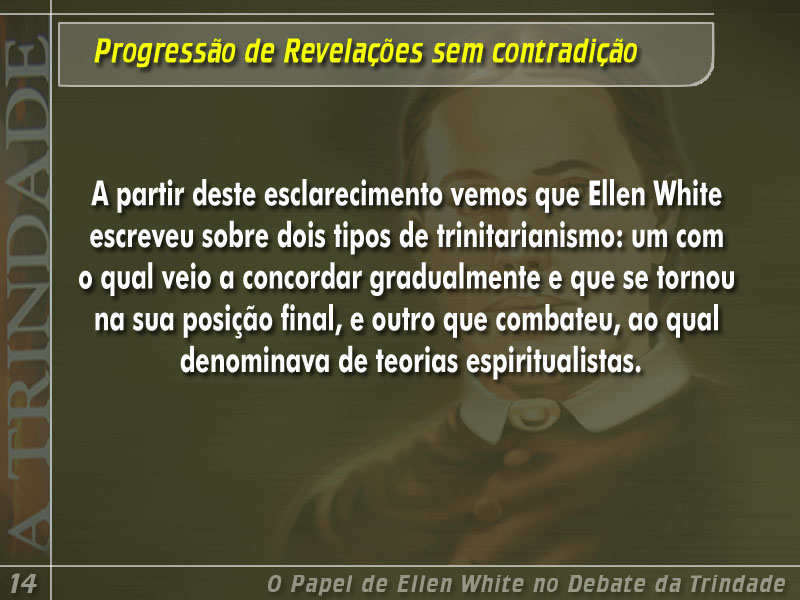 Progressão de Revelações sem contradição
A TRINDADE
A partir deste esclarecimento vemos que Ellen White
escreveu sobre dois tipos de trinitarianismo: um com
o qual veio a concordar gradualmente e que se tornou
na sua posição final, e outro que combateu, ao qual
denominava de teorias espiritualistas.
14
O Papel de Ellen White no Debate da Trindade